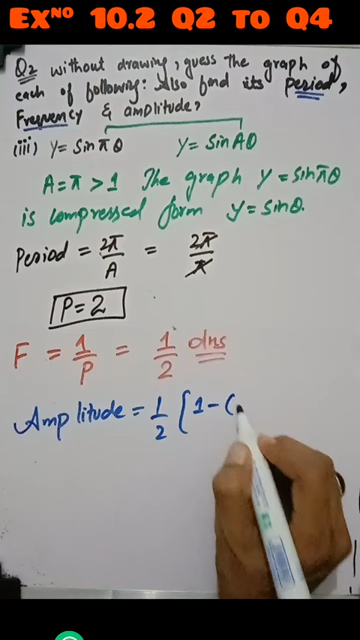 Ex Nº 10.2 Q2 TO Q4
Q2 without drawing, guess the graph of
each of following: Also find its period,
Frequency & amplitude?
(iii) y = Sin πθ y = Sin Aθ
A = π > 1 The graph y = sin πθ
is compressed form y = Sinθ.
Period = 2π/A = 2π/π
P = 2
F = 1/P = 1/2 Ans
Amplitude = 1/2 [1 - (